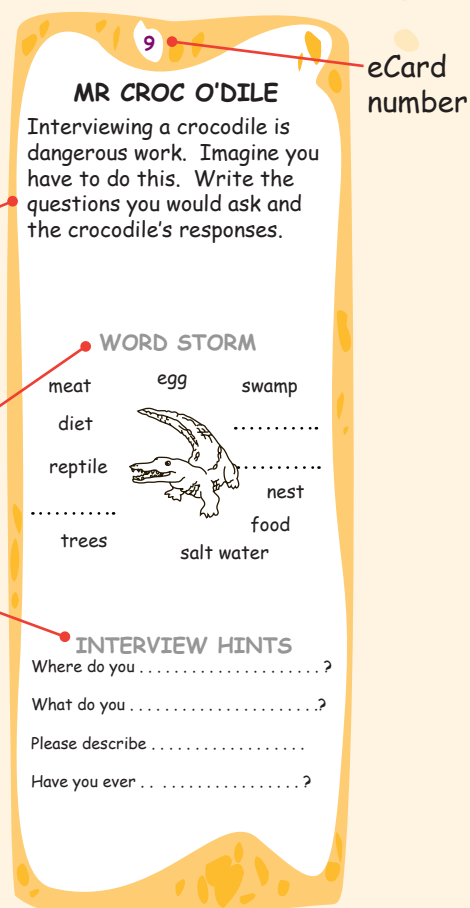 9
eCard
number
MR CROC O'DILE
Interviewing a crocodile is
dangerous work. Imagine you
have to do this. Write the
questions you would ask and
the crocodile's responses.
WORD STORM
meat egg swamp
diet ...........
reptile ...........
nest
...........
food
trees
salt water
INTERVIEW HINTS
Where do you . . . . . . . . . . . . . . . . . . . . . ?
What do you . . . . . . . . . . . . . . . . . . . . . .?
Please describe . . . . . . . . . . . . . . . . . .
Have you ever . . . . . . . . . . . . . . . . . . ?